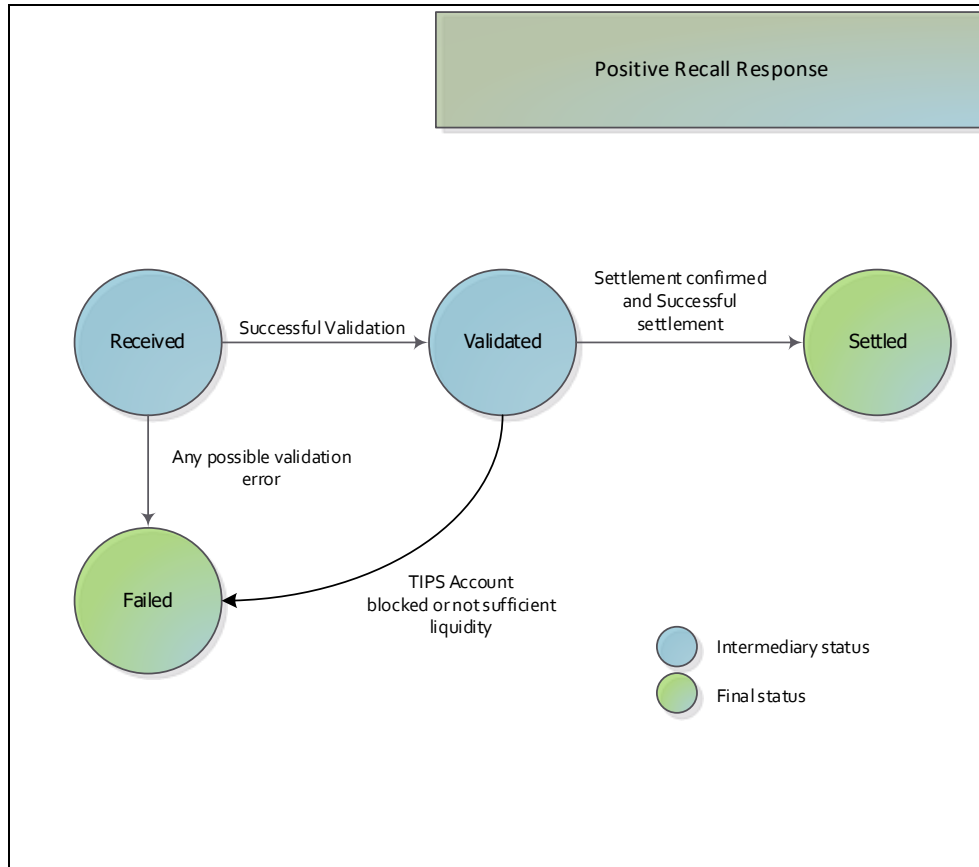 Positive Recall Response
Received
Successful Validation
Validated
Settlement confirmed
and Successful
settlement
Settled
Any possible validation
error
Failed
TIPS Account
blocked or not sufficient
liquidity
Intermediary status
Final status